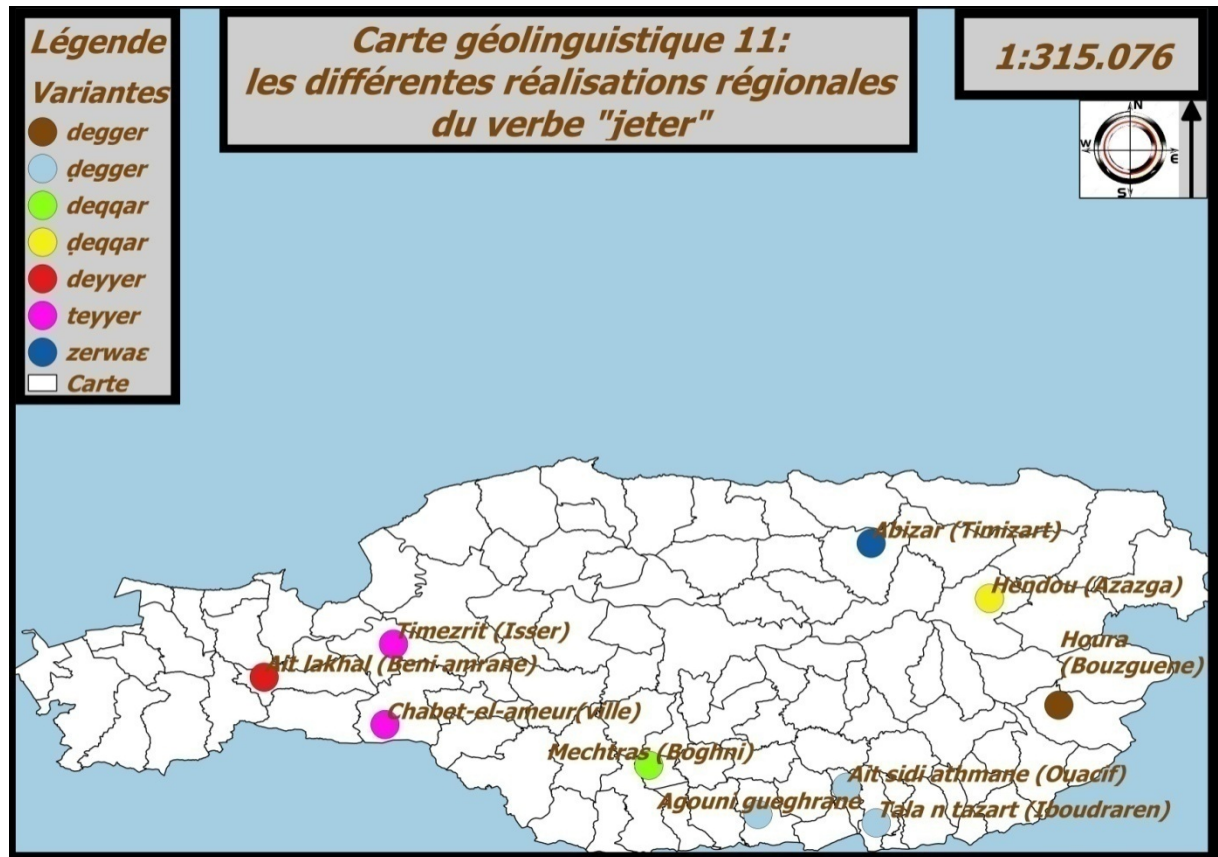 Légende
Variantes
degger
ḍegger
deqqar
ḍeqqar
deyyer
teyyer
zerwaɛ
Carte
Carte géolinguistique 11:
les différentes réalisations régionales
du verbe "jeter"
1:315.076
N
W
E
S
Abizar (Timizart)
Hendou (Azazga)
Houra
(Bouzguene)
Timezrit (Isser)
Ait lakhal (Beni amrane)
Chabet-el-ameur(ville)
Mechtras (Boghni)
Ait sidi athmane (Ouacif)
Agouni gueghrane
Tala n tazart (Iboudraren)